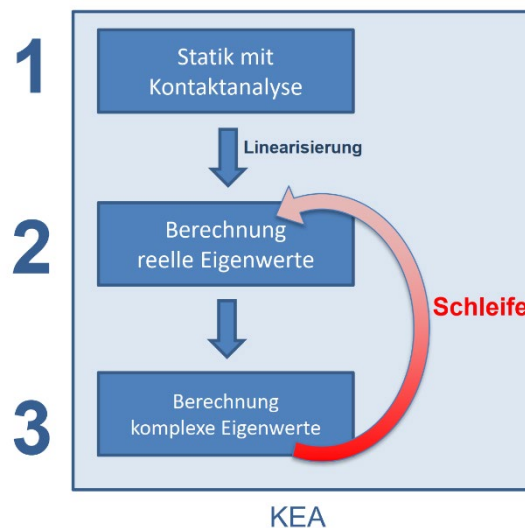 1
Statik mit
Kontaktanalyse
Linearisierung
2
Berechnung
reelle Eigenwerte
Schleife
3
Berechnung
komplexe Eigenwerte
KEA